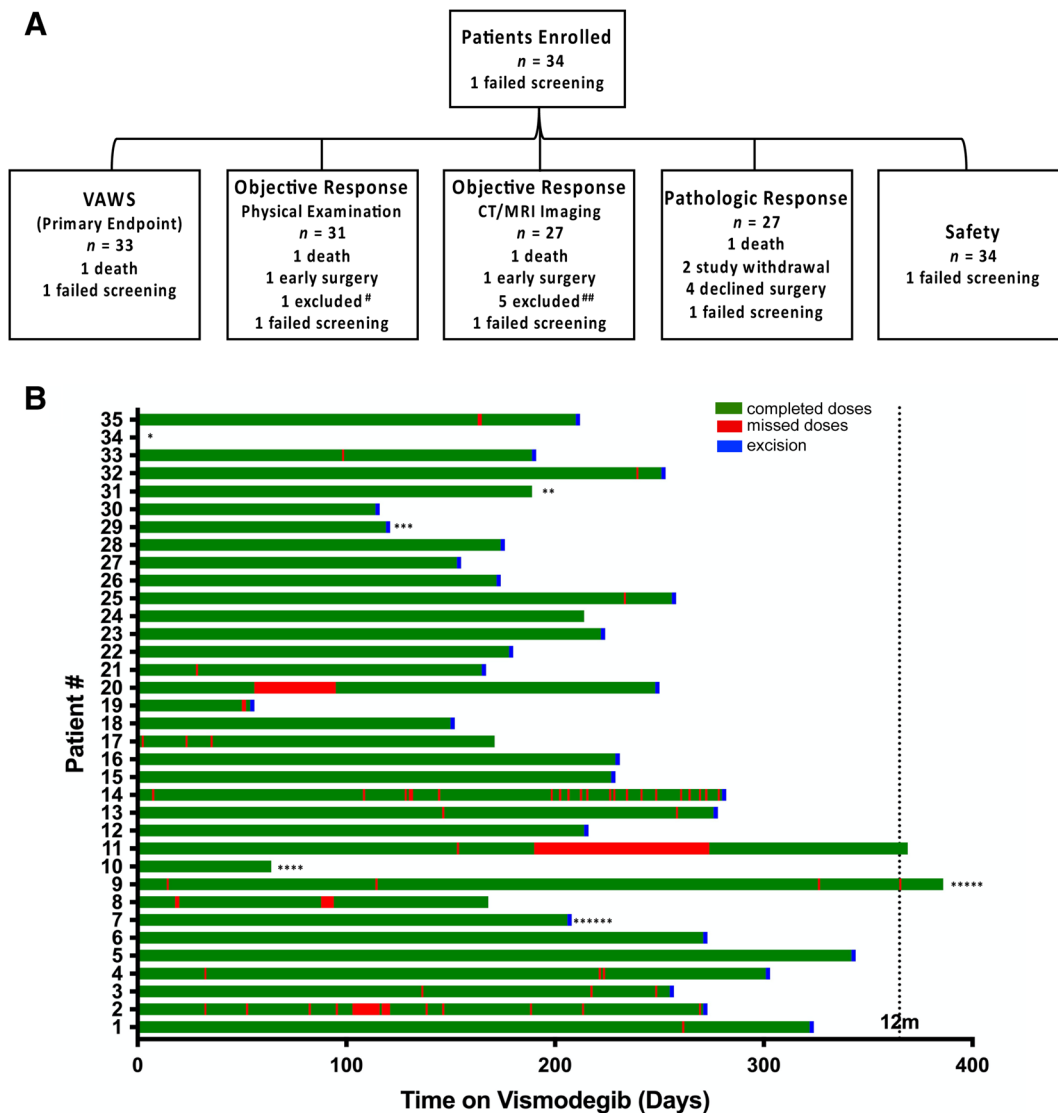 A
Patients Enrolled
n = 34
1 failed screening
VAWS
(Primary Endpoint)
n = 33
1 death
1 failed screening
Objective Response
Physical Examination
n = 31
1 death
1 early surgery
1 excluded#
1 failed screening
Objective Response
CT/MRI Imaging
n = 27
1 death
1 early surgery
5 excluded##
1 failed screening
Pathologic Response
n = 27
1 death
2 study withdrawal
4 declined surgery
1 failed screening
Safety
n = 34
1 failed screening
B
completed doses
missed doses
excision
Patient #
35
34 *
33
32
31 **
30
29 ***
28
27
26
25
24
23
22
21
20
19
18
17
16
15
14
13
12
11
10 ****
9 *****
8
7 ******
6
5
4
3
2
1
12m
0 100 200 300 400
Time on Vismodegib (Days)